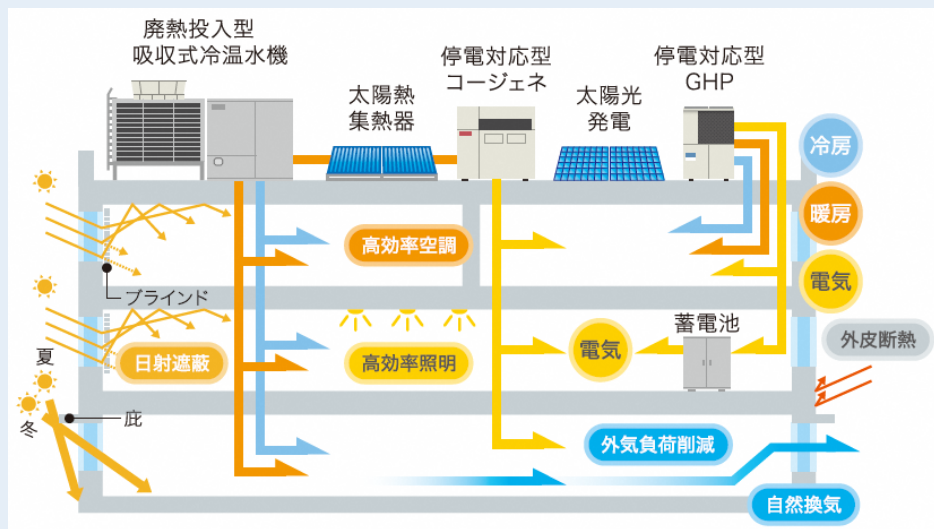 廃熱投入型
吸収式冷温水機
太陽熱
集熱器
停電対応型
コージェネ
太陽光
発電
停電対応型
GHP
冷房
暖房
電気
高効率空調
ブラインド
日射遮蔽
高効率照明
電気
蓄電池
外皮断熱
夏
冬
庇
外気負荷削減
自然換気